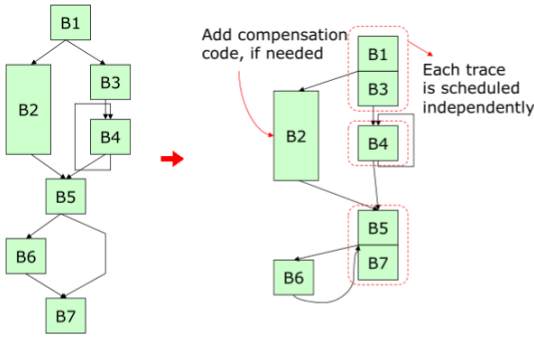 B1
B2
B3
B4
B5
B6
B7
Add compensation
code, if needed
B1
B3
Each trace
is scheduled
independently
B2
B4
B5
B7
B6